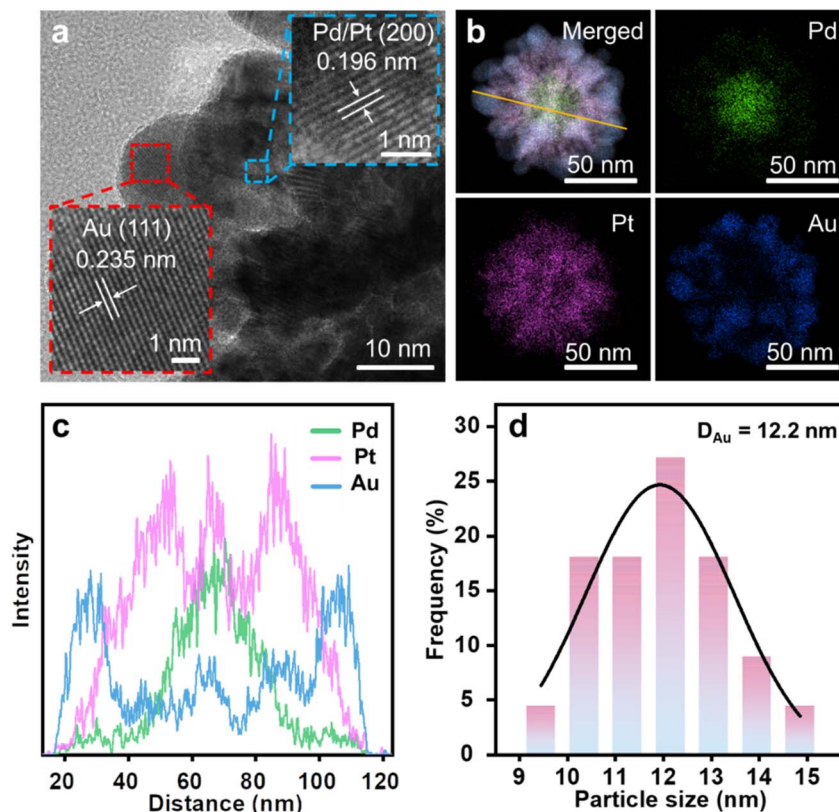 a
Pd/Pt (200)
0.196 nm
1 nm
Au (111)
0.235 nm
1 nm
10 nm
b
Merged
50 nm
Pd
50 nm
Pt
50 nm
Au
50 nm
c
Pd
Pt
Au
Intensity
20 40 60 80 100 120
Distance (nm)
d
D_Au = 12.2 nm
Frequency (%)
30
25
20
15
10
5
0
9 10 11 12 13 14 15
Particle size (nm)